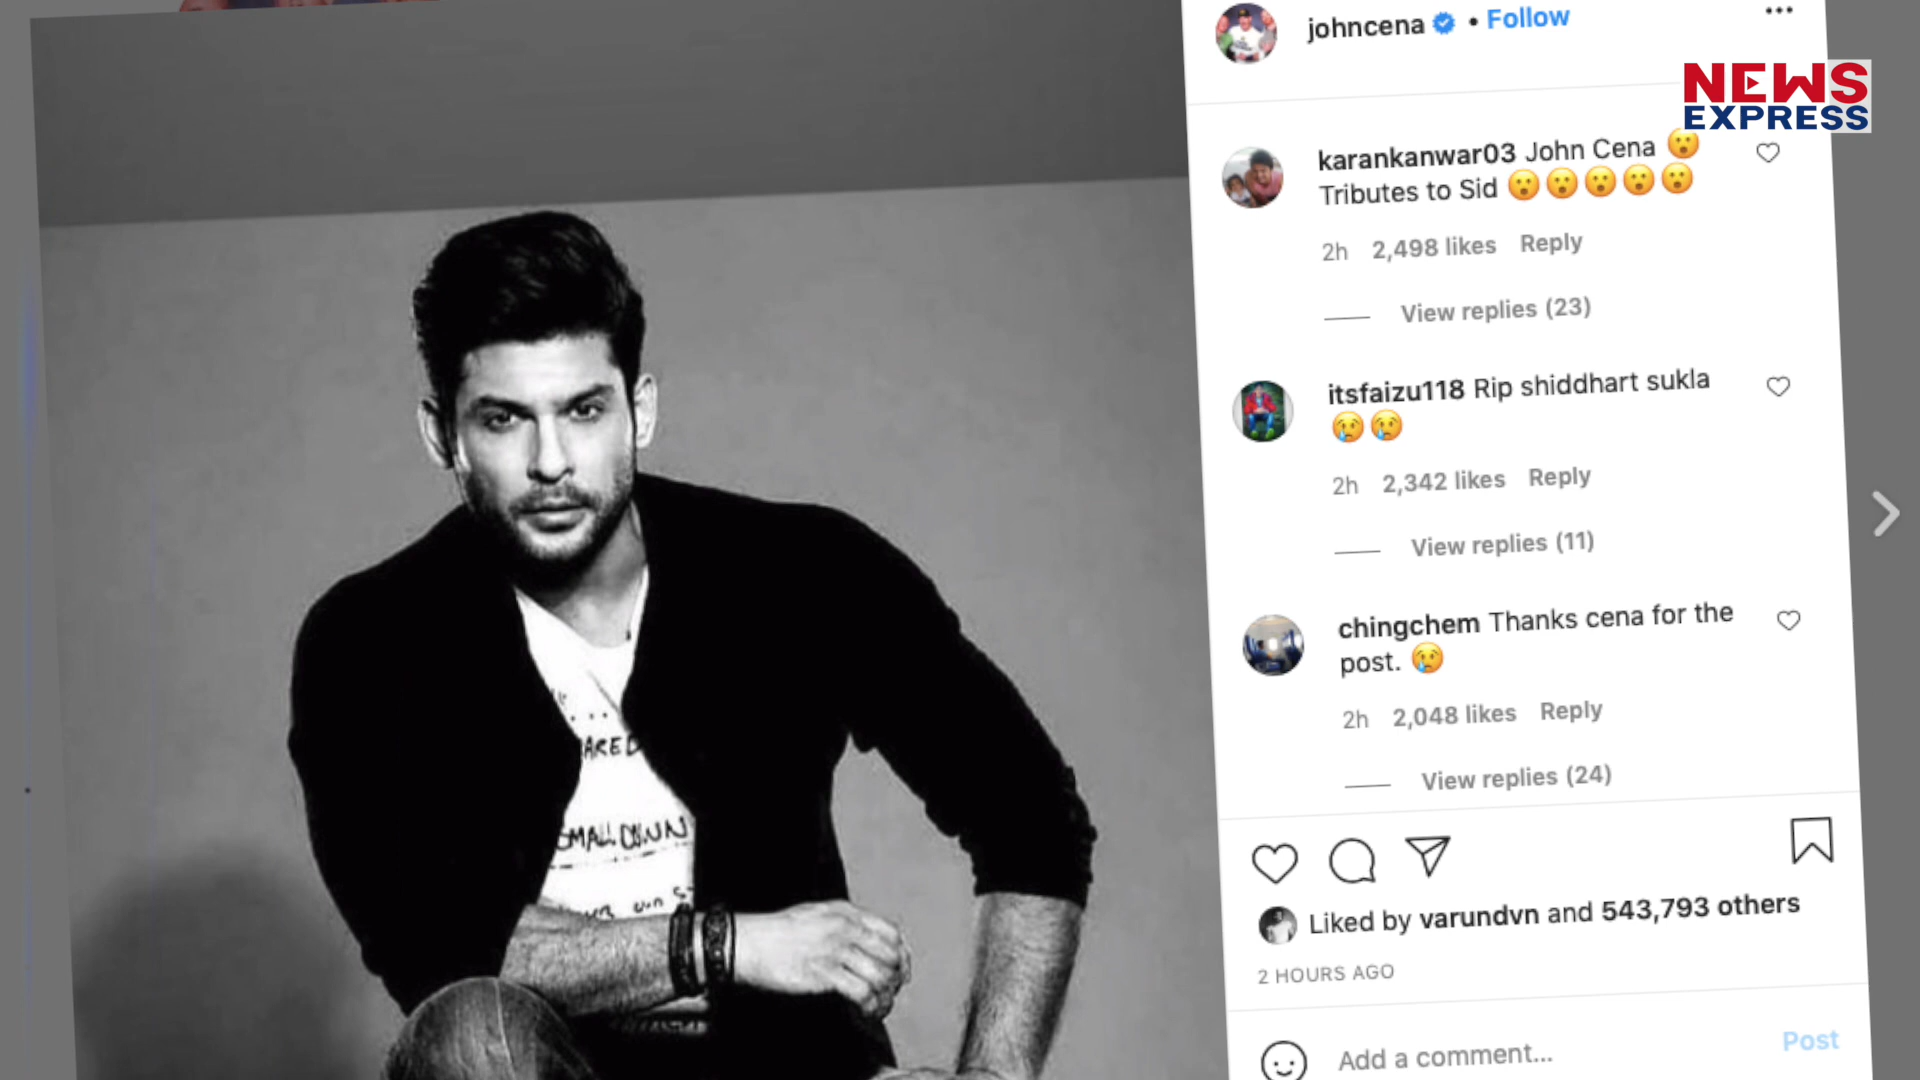 johncena • Follow
NEWS
EXPRESS
karankanwar03 John Cena 😮
Tributes to Sid 😮😮😮😮😮
2h 2,498 likes Reply
View replies (23)
itsfaizu118 Rip shiddhart sukla
😢😢
2h 2,342 likes Reply
View replies (11)
chingchem Thanks cena for the
post. 😢
2h 2,048 likes Reply
View replies (24)
Liked by varundvn and 543,793 others
2 HOURS AGO
Add a comment... Post
SMALL DOWN